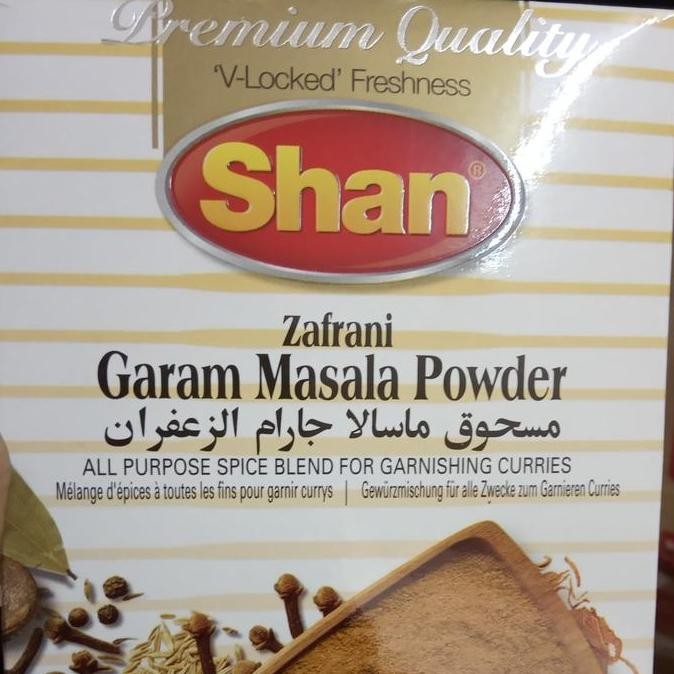 Premium Quality
'V-Locked' Freshness
Shan®
Zafrani
Garam Masala Powder
مسحوق ماسالا جارام الزعفران
ALL PURPOSE SPICE BLEND FOR GARNISHING CURRIES
Mélange d'épices à toutes les fins pour garnir currys | Gewürzmischung für alle Zwecke zum Garnieren Curries